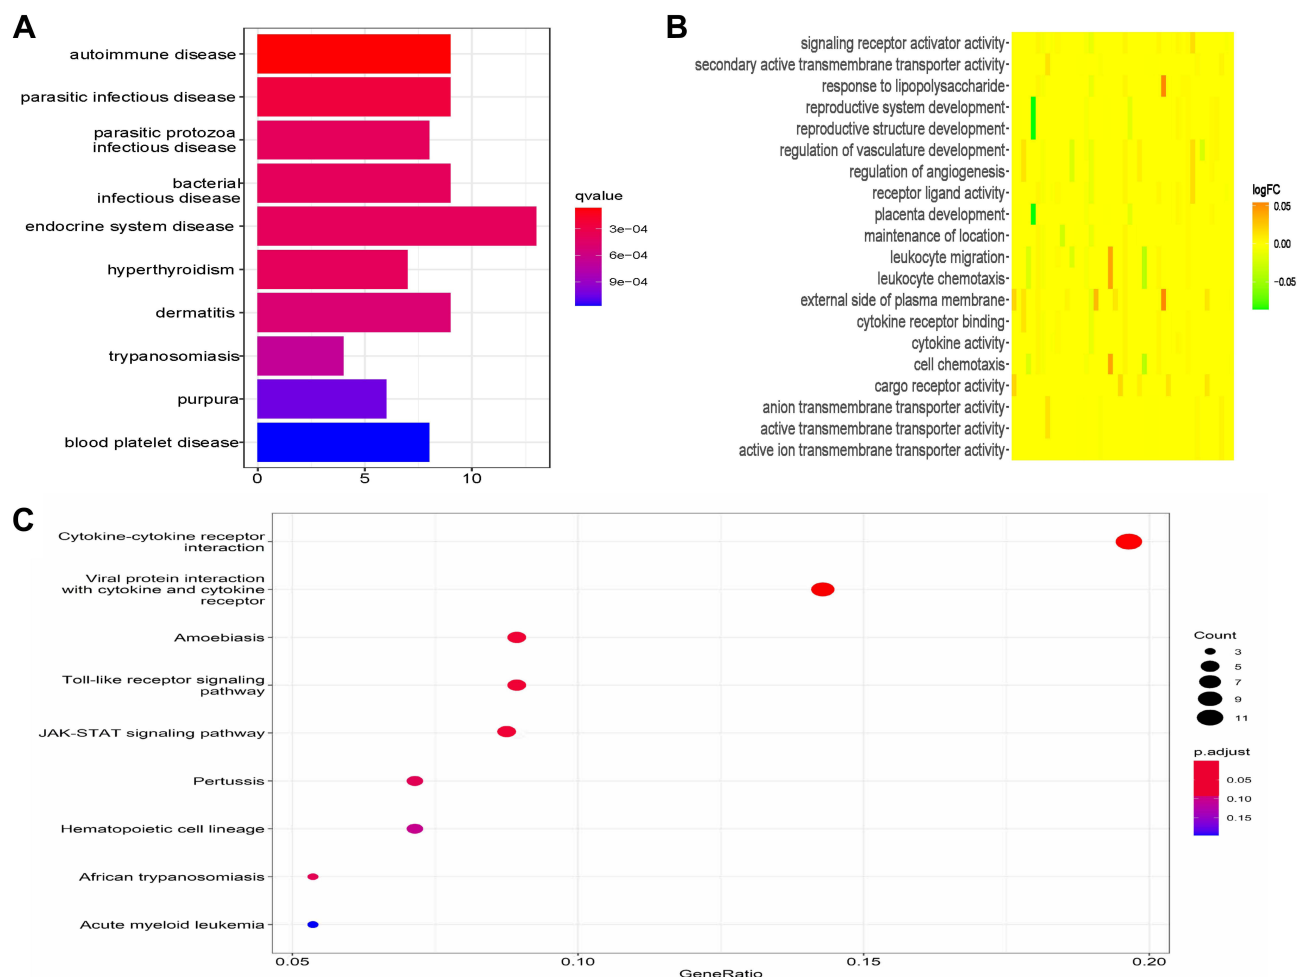 A
autoimmune disease
parasitic infectious disease
parasitic protozoa
infectious disease
bacterial
infectious disease
endocrine system disease
hyperthyroidism
dermatitis
trypanosomiasis
purpura
blood platelet disease
0
5
10
qvalue
3e-04
6e-04
9e-04
B
signaling receptor activator activity
secondary active transmembrane transporter activity
response to lipopolysaccharide
reproductive system development
reproductive structure development
regulation of vasculature development
regulation of angiogenesis
receptor ligand activity
placenta development
maintenance of location
leukocyte migration
leukocyte chemotaxis
external side of plasma membrane
cytokine receptor binding
cytokine activity
cell chemotaxis
cargo receptor activity
anion transmembrane transporter activity
active transmembrane transporter activity
active ion transmembrane transporter activity
logFC
0.05
0.00
−0.05
C
Cytokine−cytokine receptor
interaction
Viral protein interaction
with cytokine and cytokine
receptor
Amoebiasis
Toll−like receptor signaling
pathway
JAK−STAT signaling pathway
Pertussis
Hematopoietic cell lineage
African trypanosomiasis
Acute myeloid leukemia
0.05
0.10
0.15
0.20
GeneRatio
Count
3
5
7
9
11
p.adjust
0.05
0.10
0.15